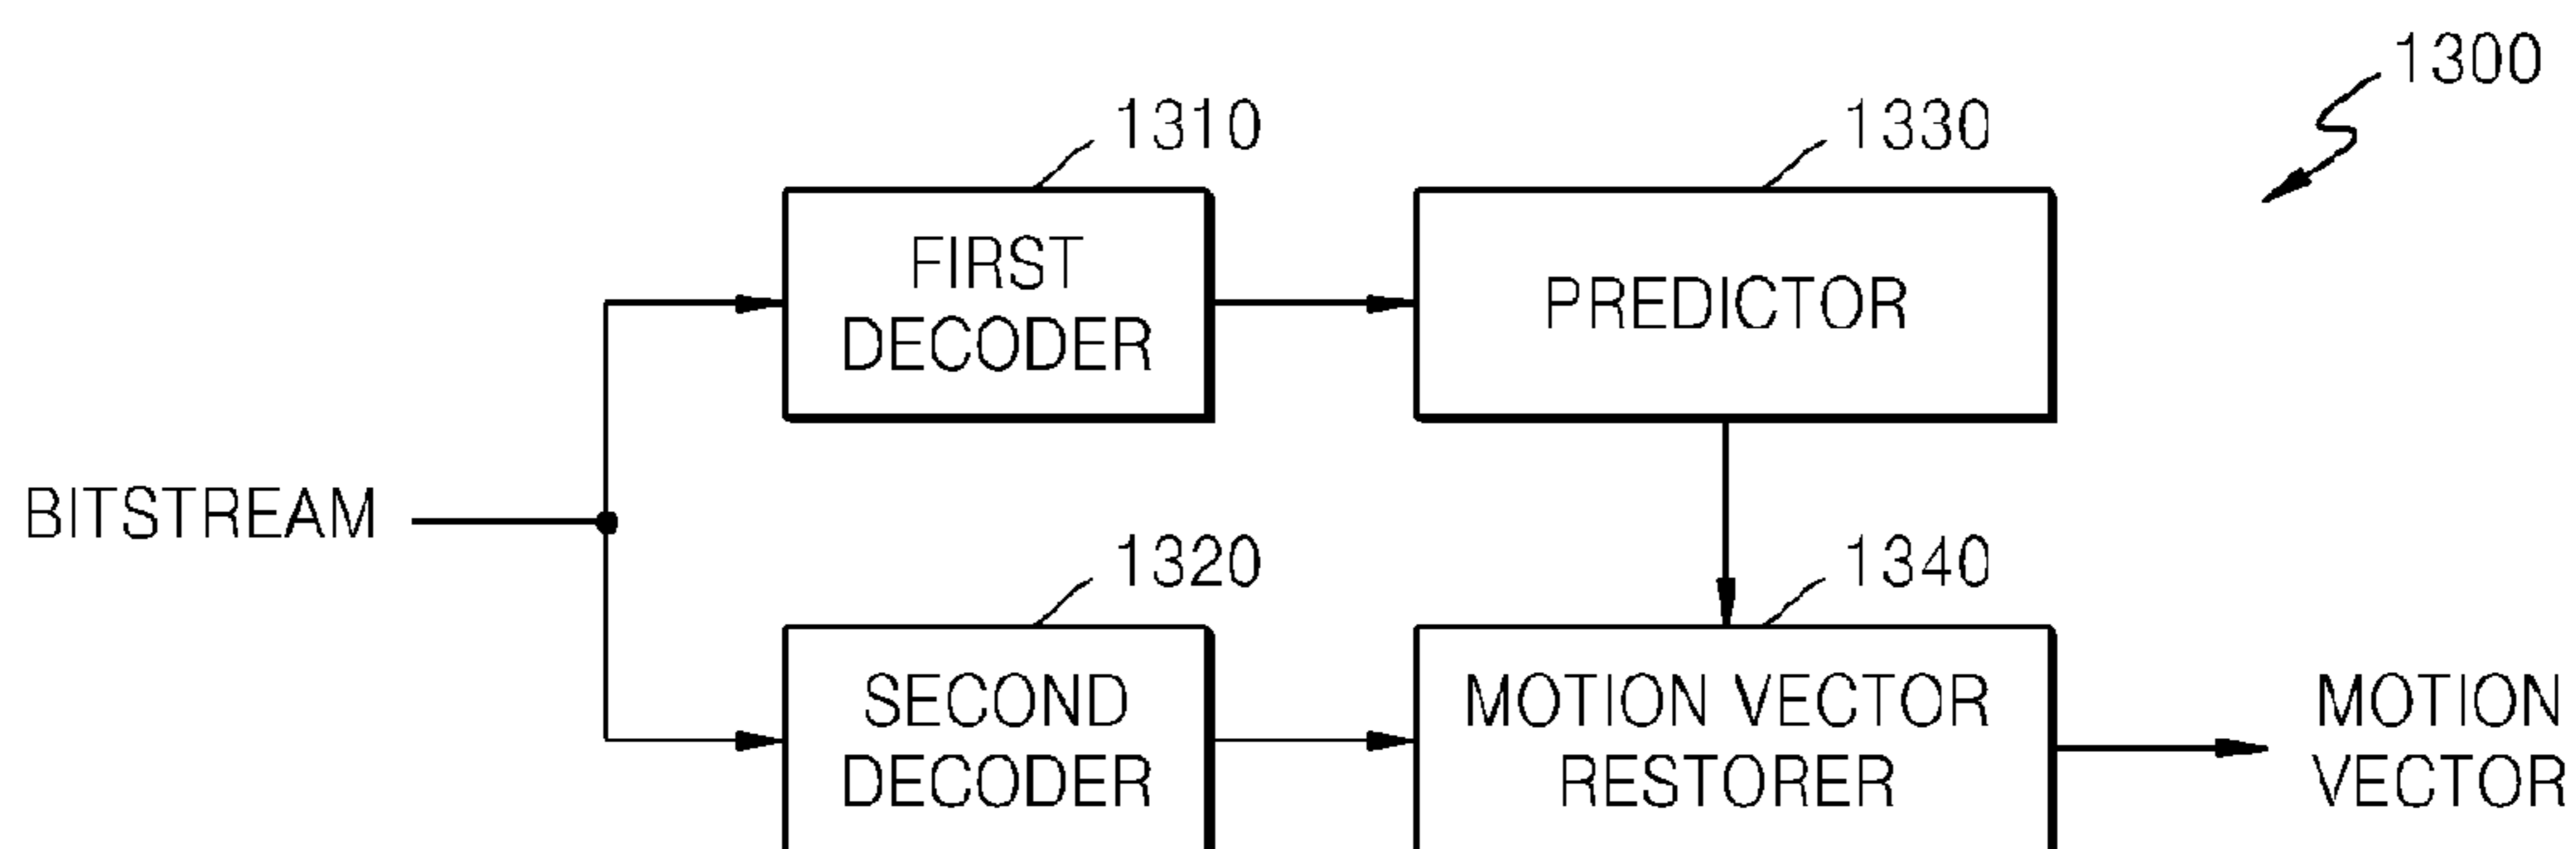 1300
1310
1330
FIRST
DECODER
PREDICTOR
BITSTREAM
1320
1340
SECOND
DECODER
MOTION VECTOR
RESTORER
MOTION
VECTOR